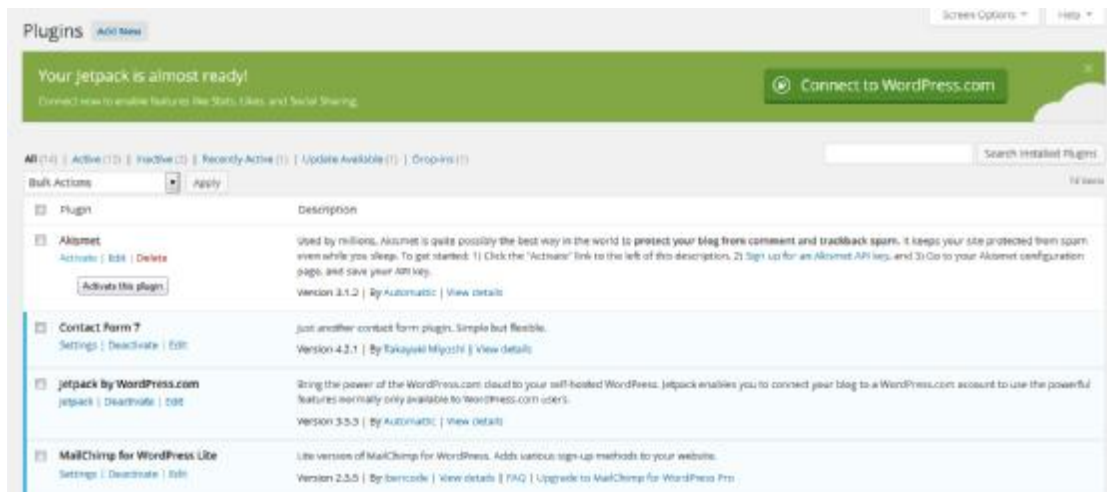 Screen Options Help
Plugins Add New
Your Jetpack is almost ready!
Connect now to enable features like Stats, Likes, and Social Sharing.
Connect to WordPress.com
All (14) | Active (12) | Inactive (2) | Recently Active (1) | Update Available (1) | Drop-ins (1)
Search Installed Plugins
Bulk Actions Apply
14 items
Plugin Description
Akismet
Activate | Edit | Delete
Activate this plugin
Used by millions, Akismet is quite possibly the best way in the world to protect your blog from comment and trackback spam. It keeps your site protected from spam
even while you sleep. To get started: 1) Click the "Activate" link to the left of this description, 2) Sign up for an Akismet API key, and 3) Go to your Akismet configuration
page, and save your API key.
Version 3.1.2 | By Automattic | View details
Contact Form 7
Settings | Deactivate | Edit
Just another contact form plugin. Simple but flexible.
Version 4.2.1 | By Takayuki Miyoshi | View details
Jetpack by WordPress.com
Jetpack | Deactivate | Edit
Bring the power of the WordPress.com cloud to your self-hosted WordPress. Jetpack enables you to connect your blog to a WordPress.com account to use the powerful
features normally only available to WordPress.com users.
Version 3.5.3 | By Automattic | View details
MailChimp for WordPress Lite
Settings | Deactivate | Edit
Lite version of MailChimp for WordPress. Adds various sign-up methods to your website.
Version 2.3.5 | By ibericode | View details | FAQ | Upgrade to MailChimp for WordPress Pro